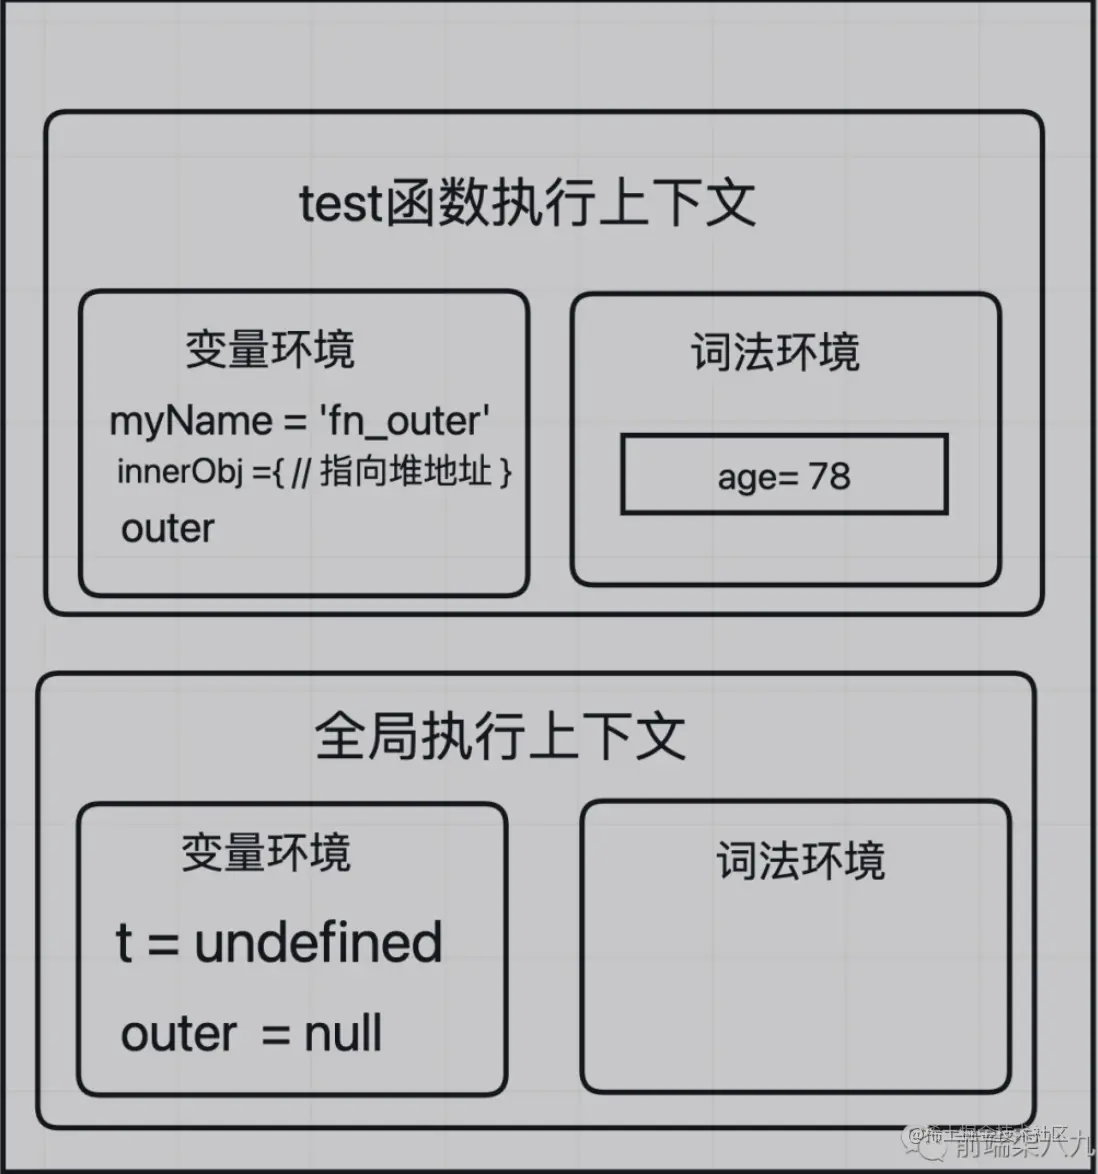 test函数执行上下文
变量环境
myName = 'fn_outer'
innerObj ={ // 指向堆地址 }
outer
词法环境
age= 78
全局执行上下文
变量环境
t = undefined
outer = null
词法环境
@稀土掘金技术社区
前端柒八九